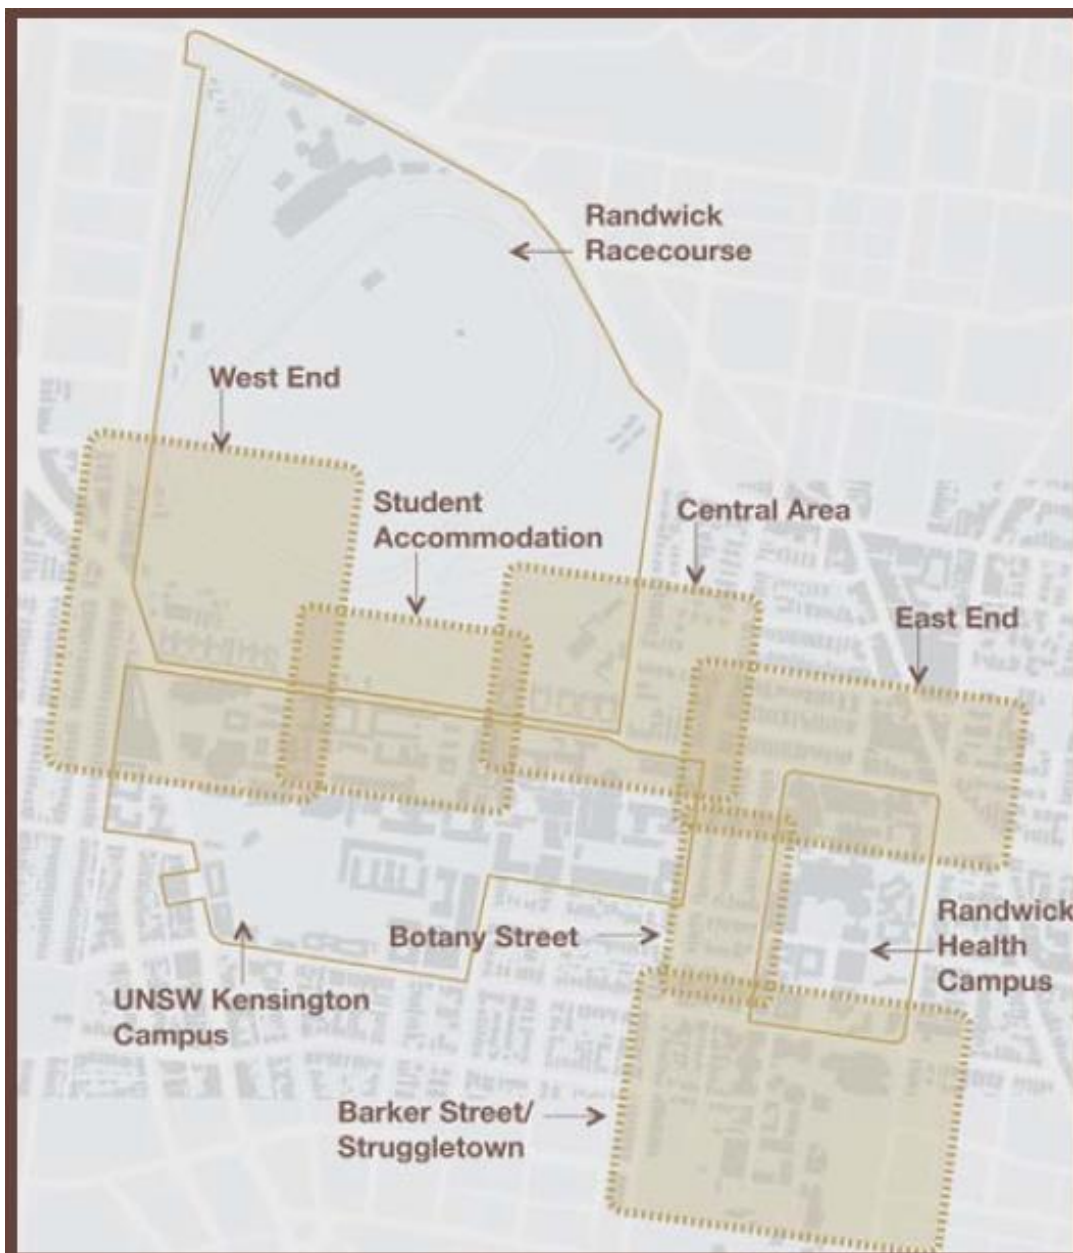 Randwick
Racecourse
West End
Student
Accommodation
Central Area
East End
Botany Street
Randwick
Health
Campus
UNSW Kensington
Campus
Barker Street/
Struggletown